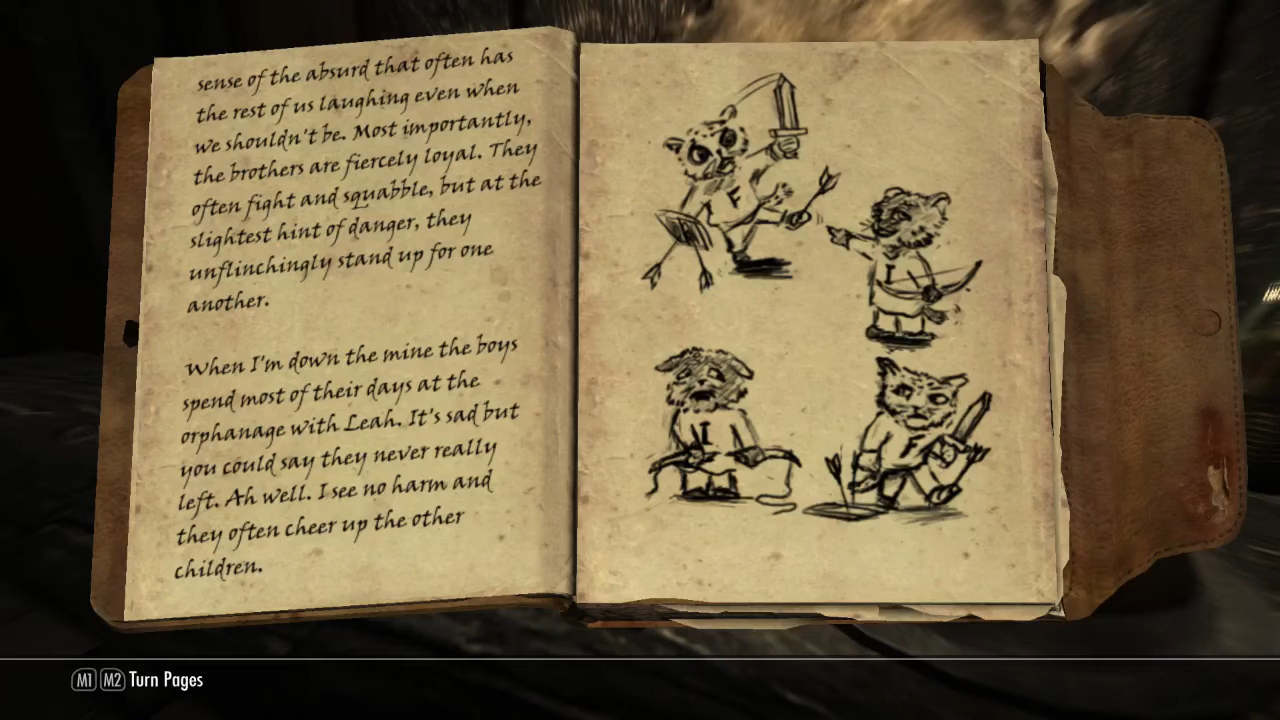 sense of the absurd that often has
the rest of us laughing even when
we shouldn't be. Most importantly,
the brothers are fiercely loyal. They
often fight and squabble, but at the
slightest hint of danger, they
unflinchingly stand up for one
another.
When I'm down the mine the boys
spend most of their days at the
orphanage with Leah. It's sad but
you could say they never really
left. Ah well. I see no harm and
they often cheer up the other
children.
F
I
I
F
M1 M2 Turn Pages